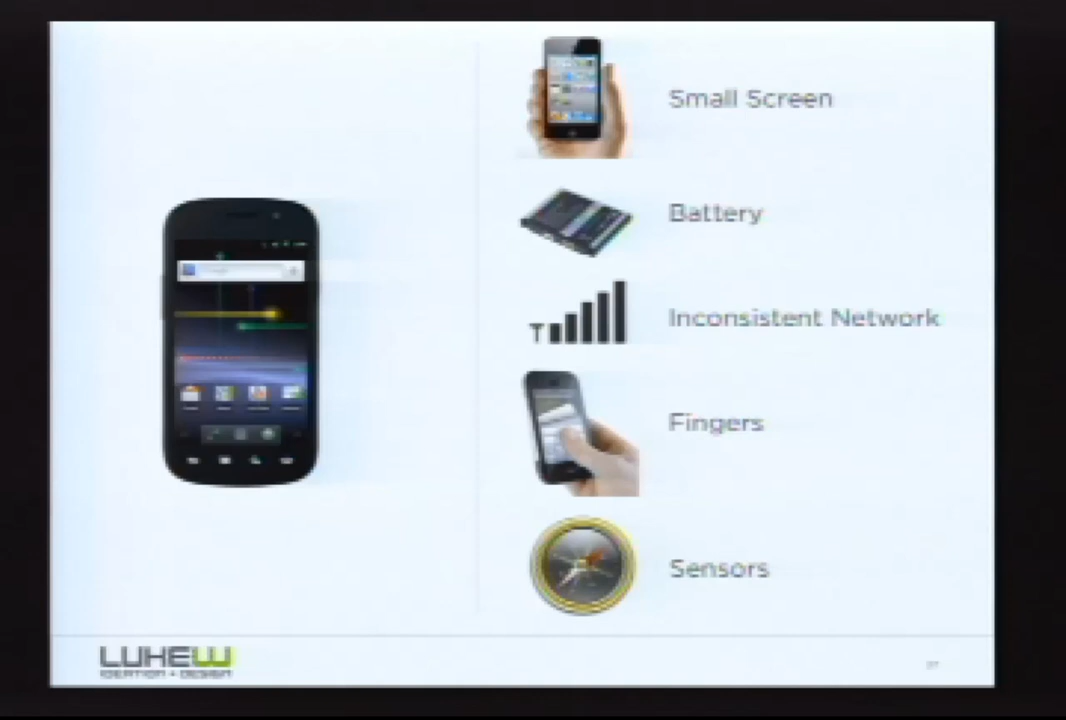 Small Screen
Battery
Inconsistent Network
Fingers
Sensors
LUKEW
IDEATION + DESIGN